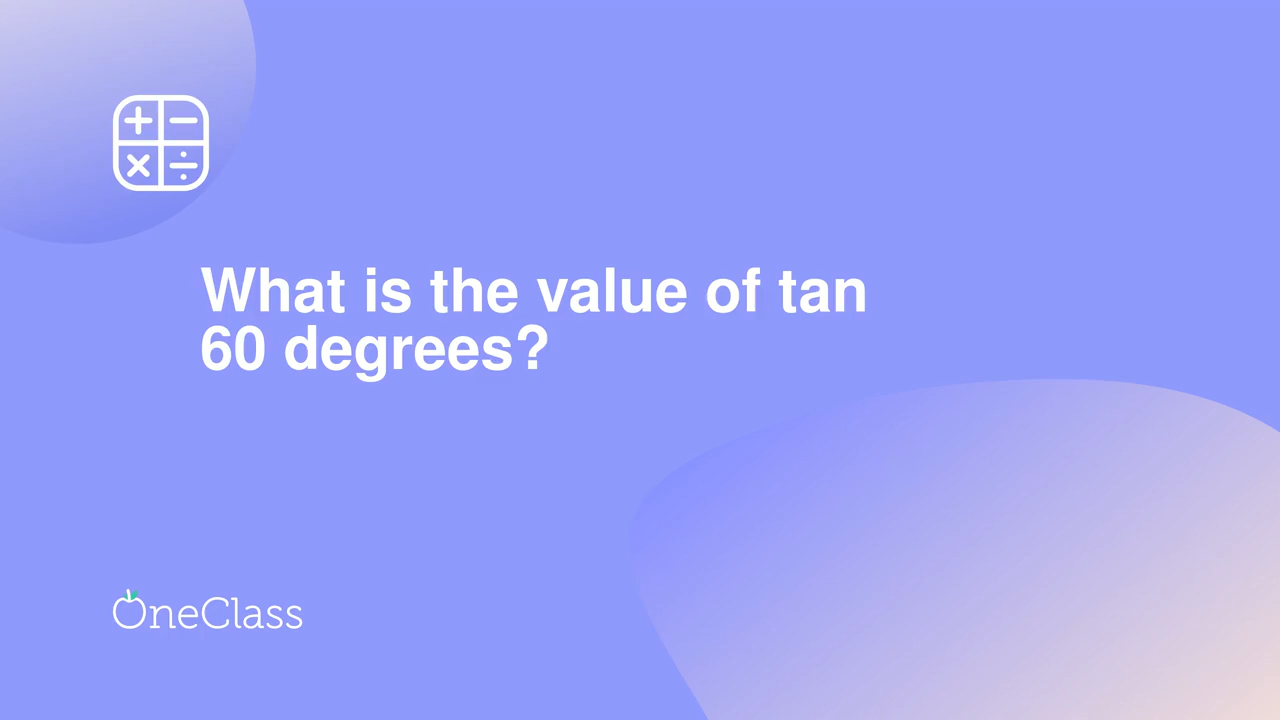 What is the value of tan
60 degrees?
OneClass